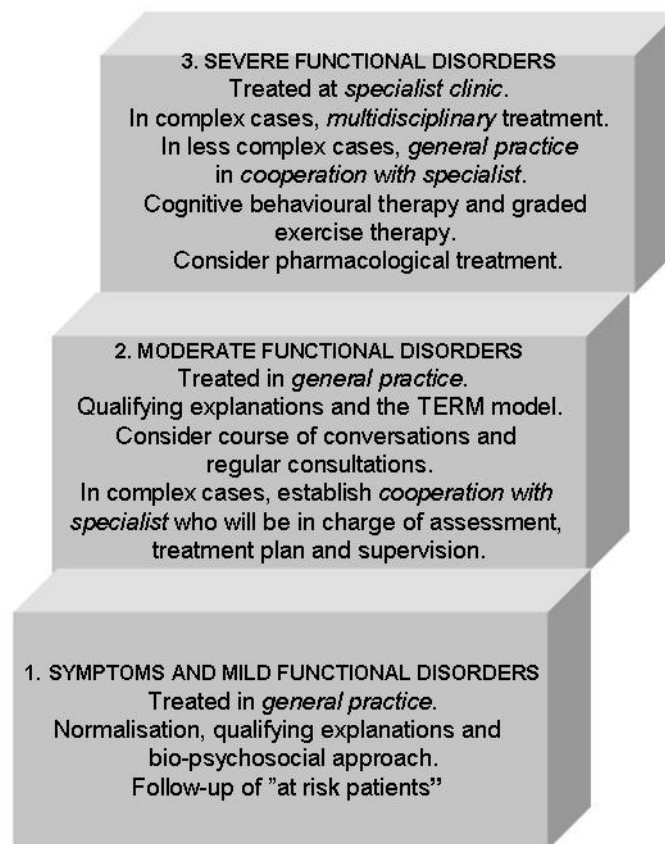 3. SEVERE FUNCTIONAL DISORDERS
Treated at specialist clinic.
In complex cases, multidisciplinary treatment.
In less complex cases, general practice
in cooperation with specialist.
Cognitive behavioural therapy and graded
exercise therapy.
Consider pharmacological treatment.
2. MODERATE FUNCTIONAL DISORDERS
Treated in general practice.
Qualifying explanations and the TERM model.
Consider course of conversations and
regular consultations.
In complex cases, establish cooperation with
specialist who will be in charge of assessment,
treatment plan and supervision.
1. SYMPTOMS AND MILD FUNCTIONAL DISORDERS
Treated in general practice.
Normalisation, qualifying explanations and
bio-psychosocial approach.
Follow-up of ”at risk patients”